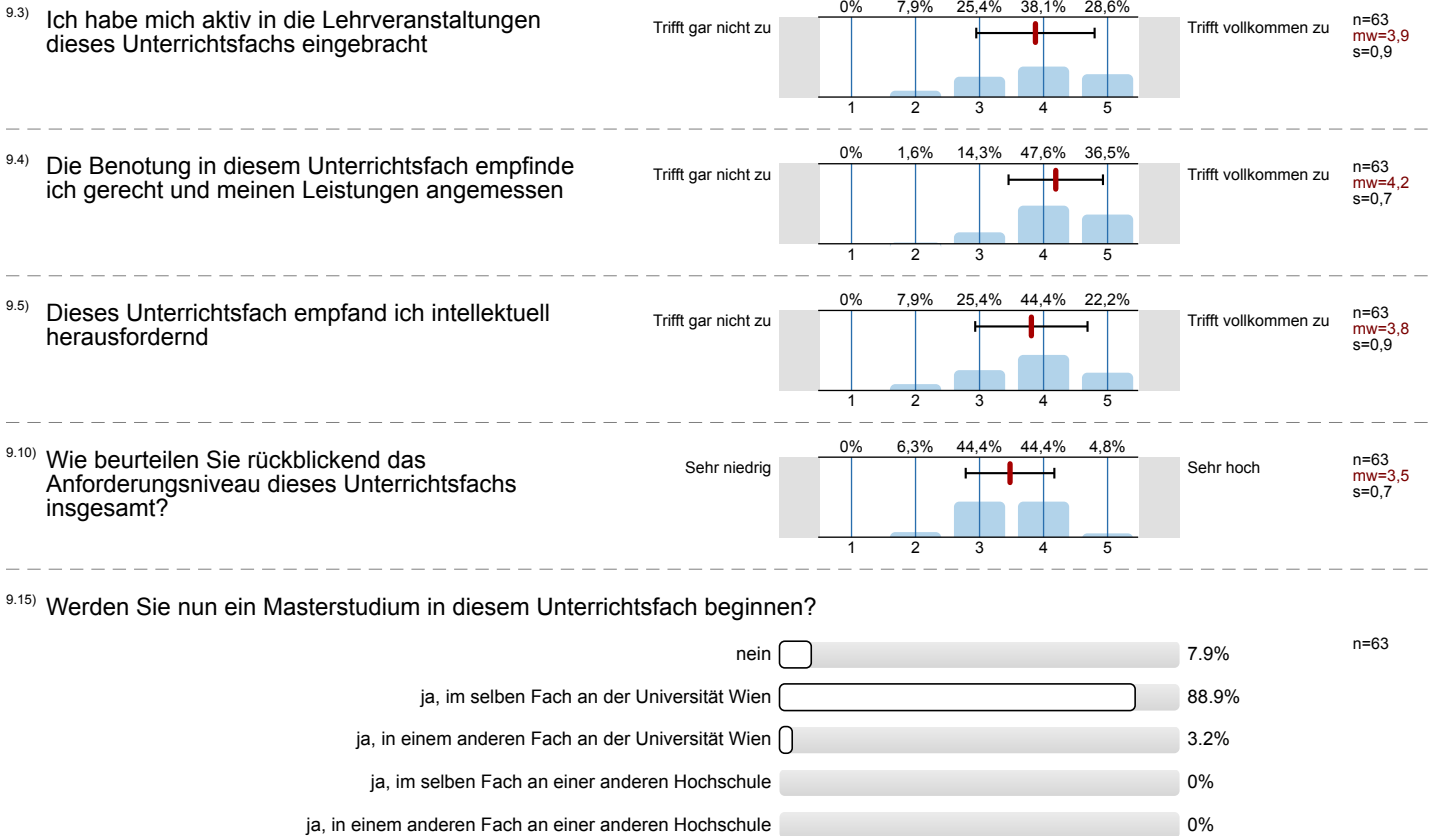 9.3) Ich habe mich aktiv in die Lehrveranstaltungen
dieses Unterrichtsfachs eingebracht
Trifft gar nicht zu
0% 7,9% 25,4% 38,1% 28,6%
1 2 3 4 5
Trifft vollkommen zu
n=63
mw=3,9
s=0,9
9.4) Die Benotung in diesem Unterrichtsfach empfinde
ich gerecht und meinen Leistungen angemessen
Trifft gar nicht zu
0% 1,6% 14,3% 47,6% 36,5%
1 2 3 4 5
Trifft vollkommen zu
n=63
mw=4,2
s=0,7
9.5) Dieses Unterrichtsfach empfand ich intellektuell
herausfordernd
Trifft gar nicht zu
0% 7,9% 25,4% 44,4% 22,2%
1 2 3 4 5
Trifft vollkommen zu
n=63
mw=3,8
s=0,9
9.10) Wie beurteilen Sie rückblickend das
Anforderungsniveau dieses Unterrichtsfachs
insgesamt?
Sehr niedrig
0% 6,3% 44,4% 44,4% 4,8%
1 2 3 4 5
Sehr hoch
n=63
mw=3,5
s=0,7
9.15) Werden Sie nun ein Masterstudium in diesem Unterrichtsfach beginnen?
nein 7.9% n=63
ja, im selben Fach an der Universität Wien 88.9%
ja, in einem anderen Fach an der Universität Wien 3.2%
ja, im selben Fach an einer anderen Hochschule 0%
ja, in einem anderen Fach an einer anderen Hochschule 0%